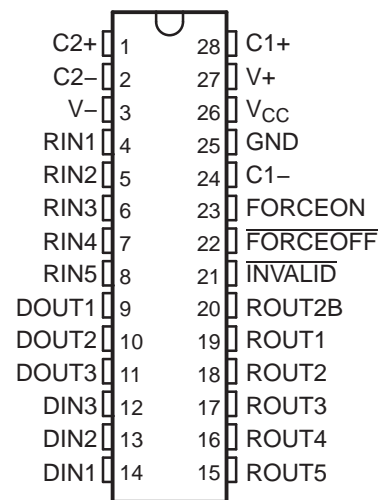 C2+ 1 28 C1+
C2− 2 27 V+
V− 3 26 VCC
RIN1 4 25 GND
RIN2 5 24 C1−
RIN3 6 23 FORCEON
RIN4 7 22 FORCEOFF
RIN5 8 21 INVALID
DOUT1 9 20 ROUT2B
DOUT2 10 19 ROUT1
DOUT3 11 18 ROUT2
DIN3 12 17 ROUT3
DIN2 13 16 ROUT4
DIN1 14 15 ROUT5